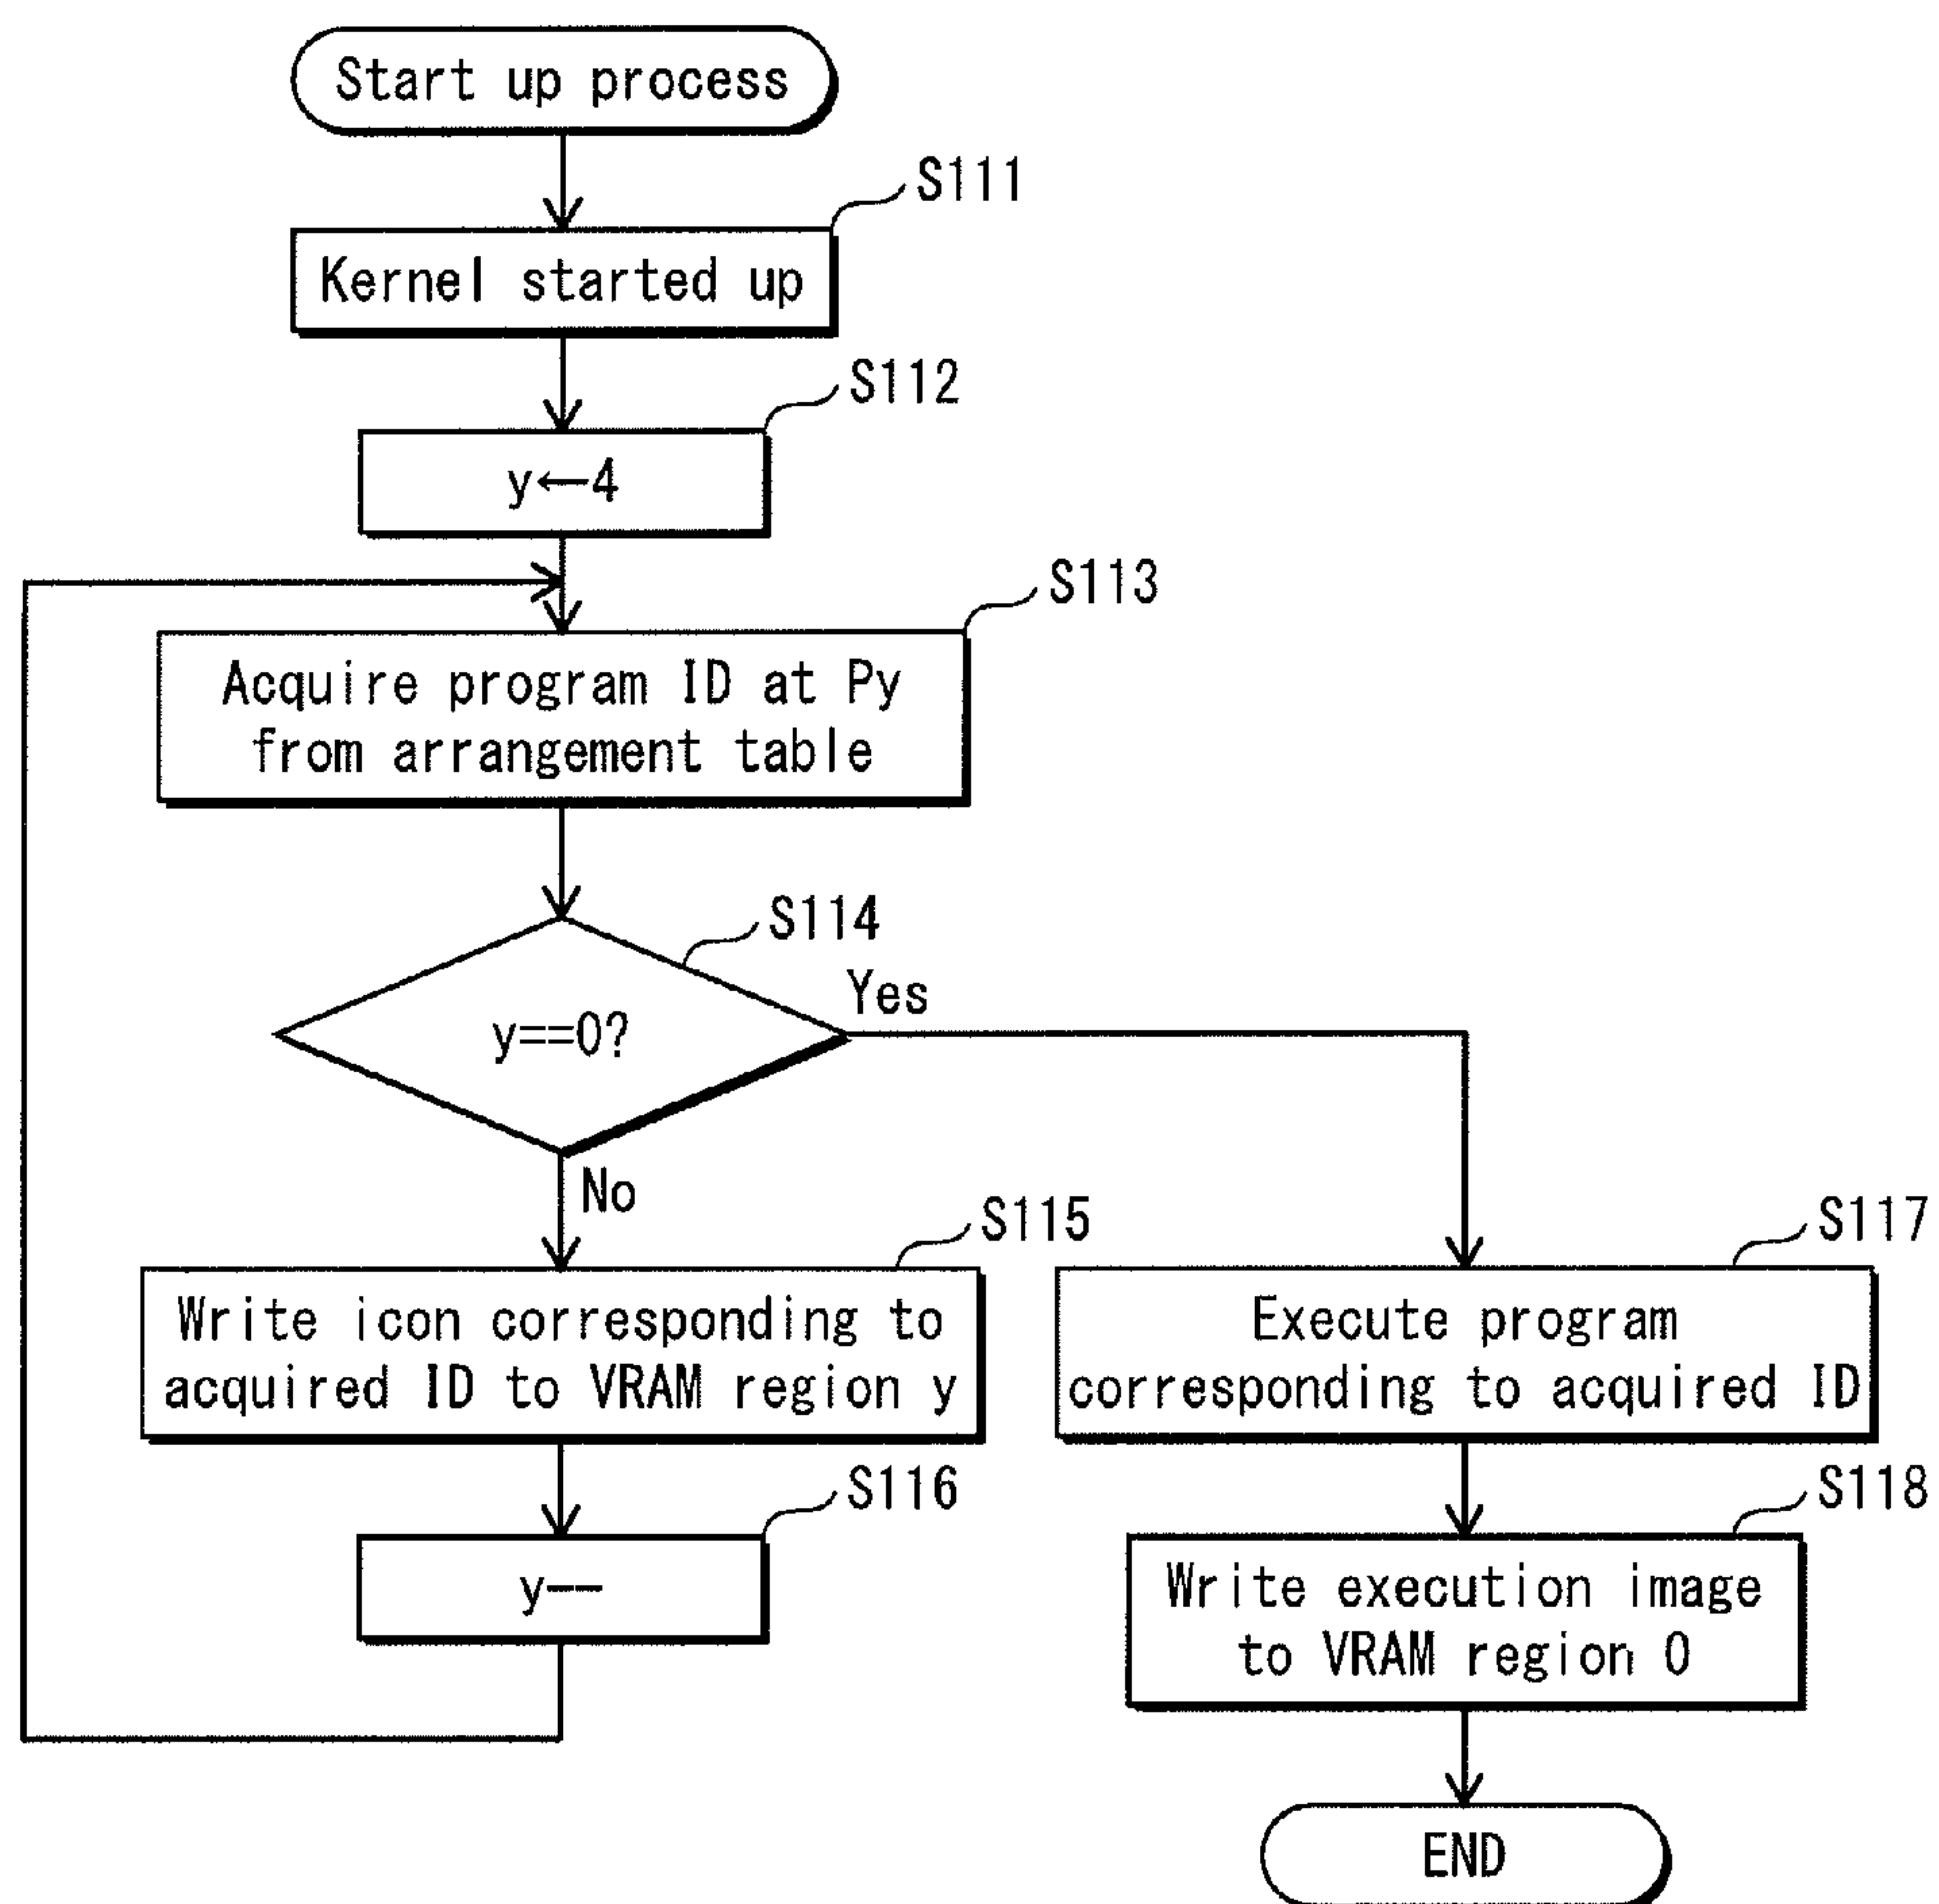 Start up process
S111
Kernel started up
S112
y←4
S113
Acquire program ID at Py
from arrangement table
S114
y==0?
Yes
No
S115
Write icon corresponding to
acquired ID to VRAM region y
S116
y--
S117
Execute program
corresponding to acquired ID
S118
Write execution image
to VRAM region 0
END